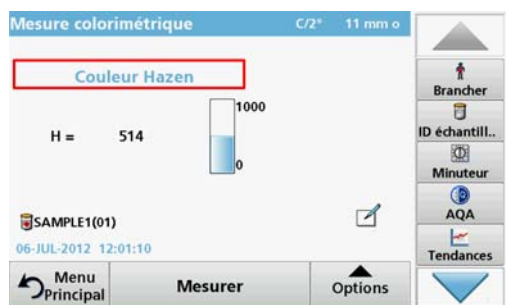 Mesure colorimétrique C/2° 11 mm o
Couleur Hazen
1000
H = 514
0
SAMPLE1(01)
06-JUL-2012 12:01:10
Menu Principal
Mesurer
Options
Brancher
ID échantill..
Minuteur
AQA
Tendances